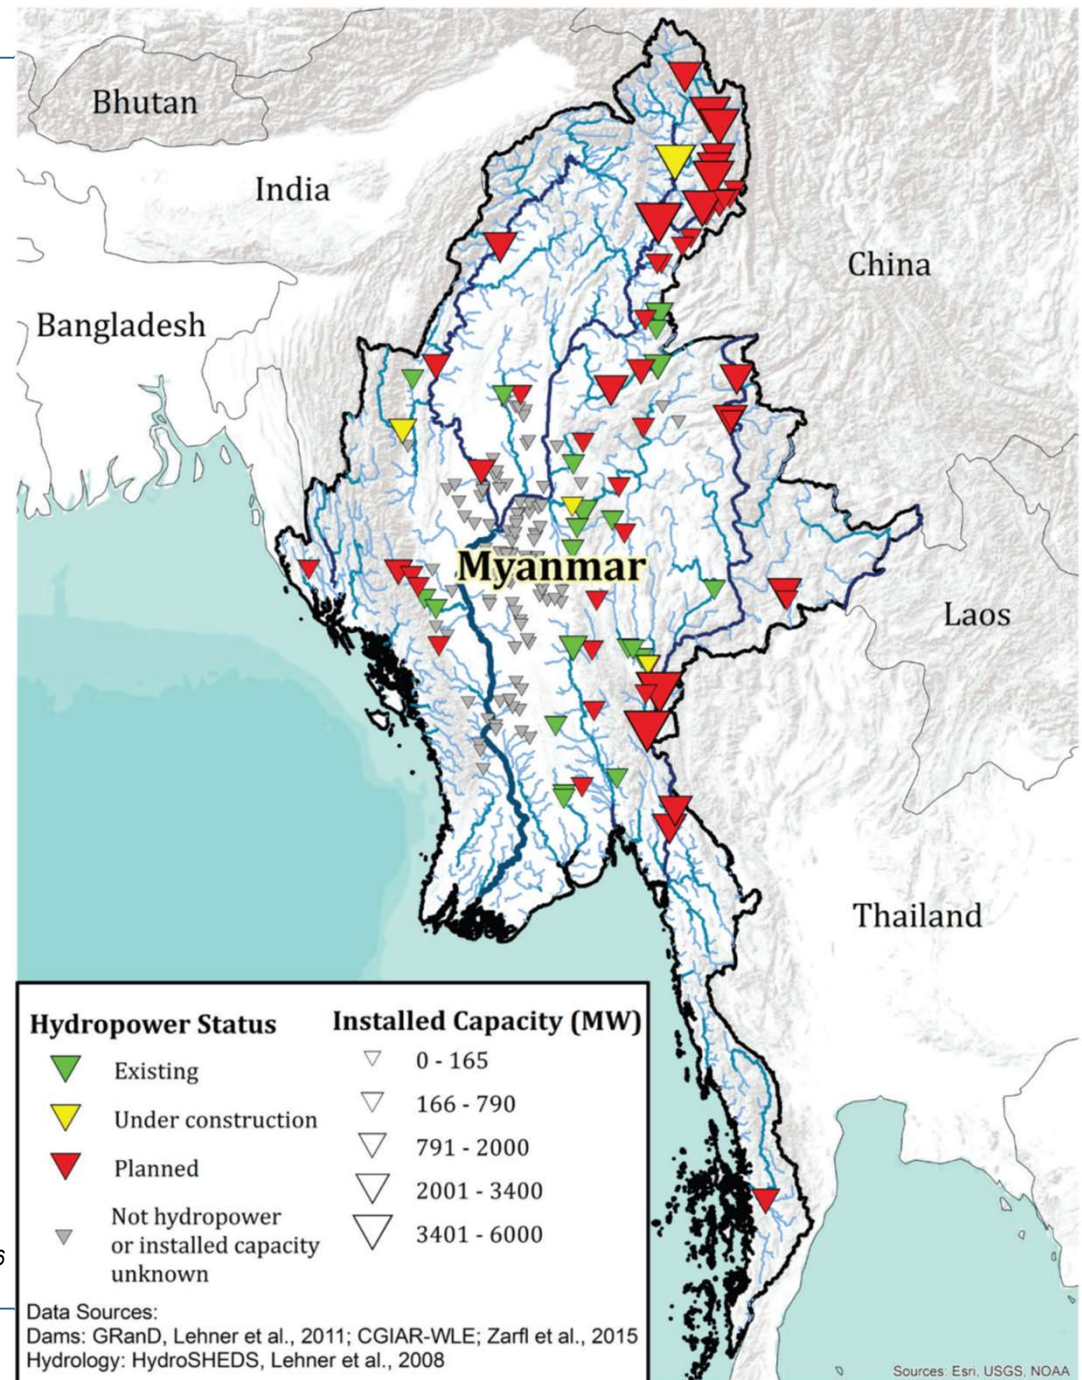 Bhutan
India
China
Bangladesh
Myanmar
Laos
Thailand
Hydropower Status
Existing
Under construction
Planned
Not hydropower
or installed capacity
unknown
Installed Capacity (MW)
0 - 165
166 - 790
791 - 2000
2001 - 3400
3401 - 6000
6
Data Sources:
Dams: GRanD, Lehner et al., 2011; CGIAR-WLE; Zarfl et al., 2015
Hydrology: HydroSHEDS, Lehner et al., 2008
Sources: Esri, USGS, NOAA